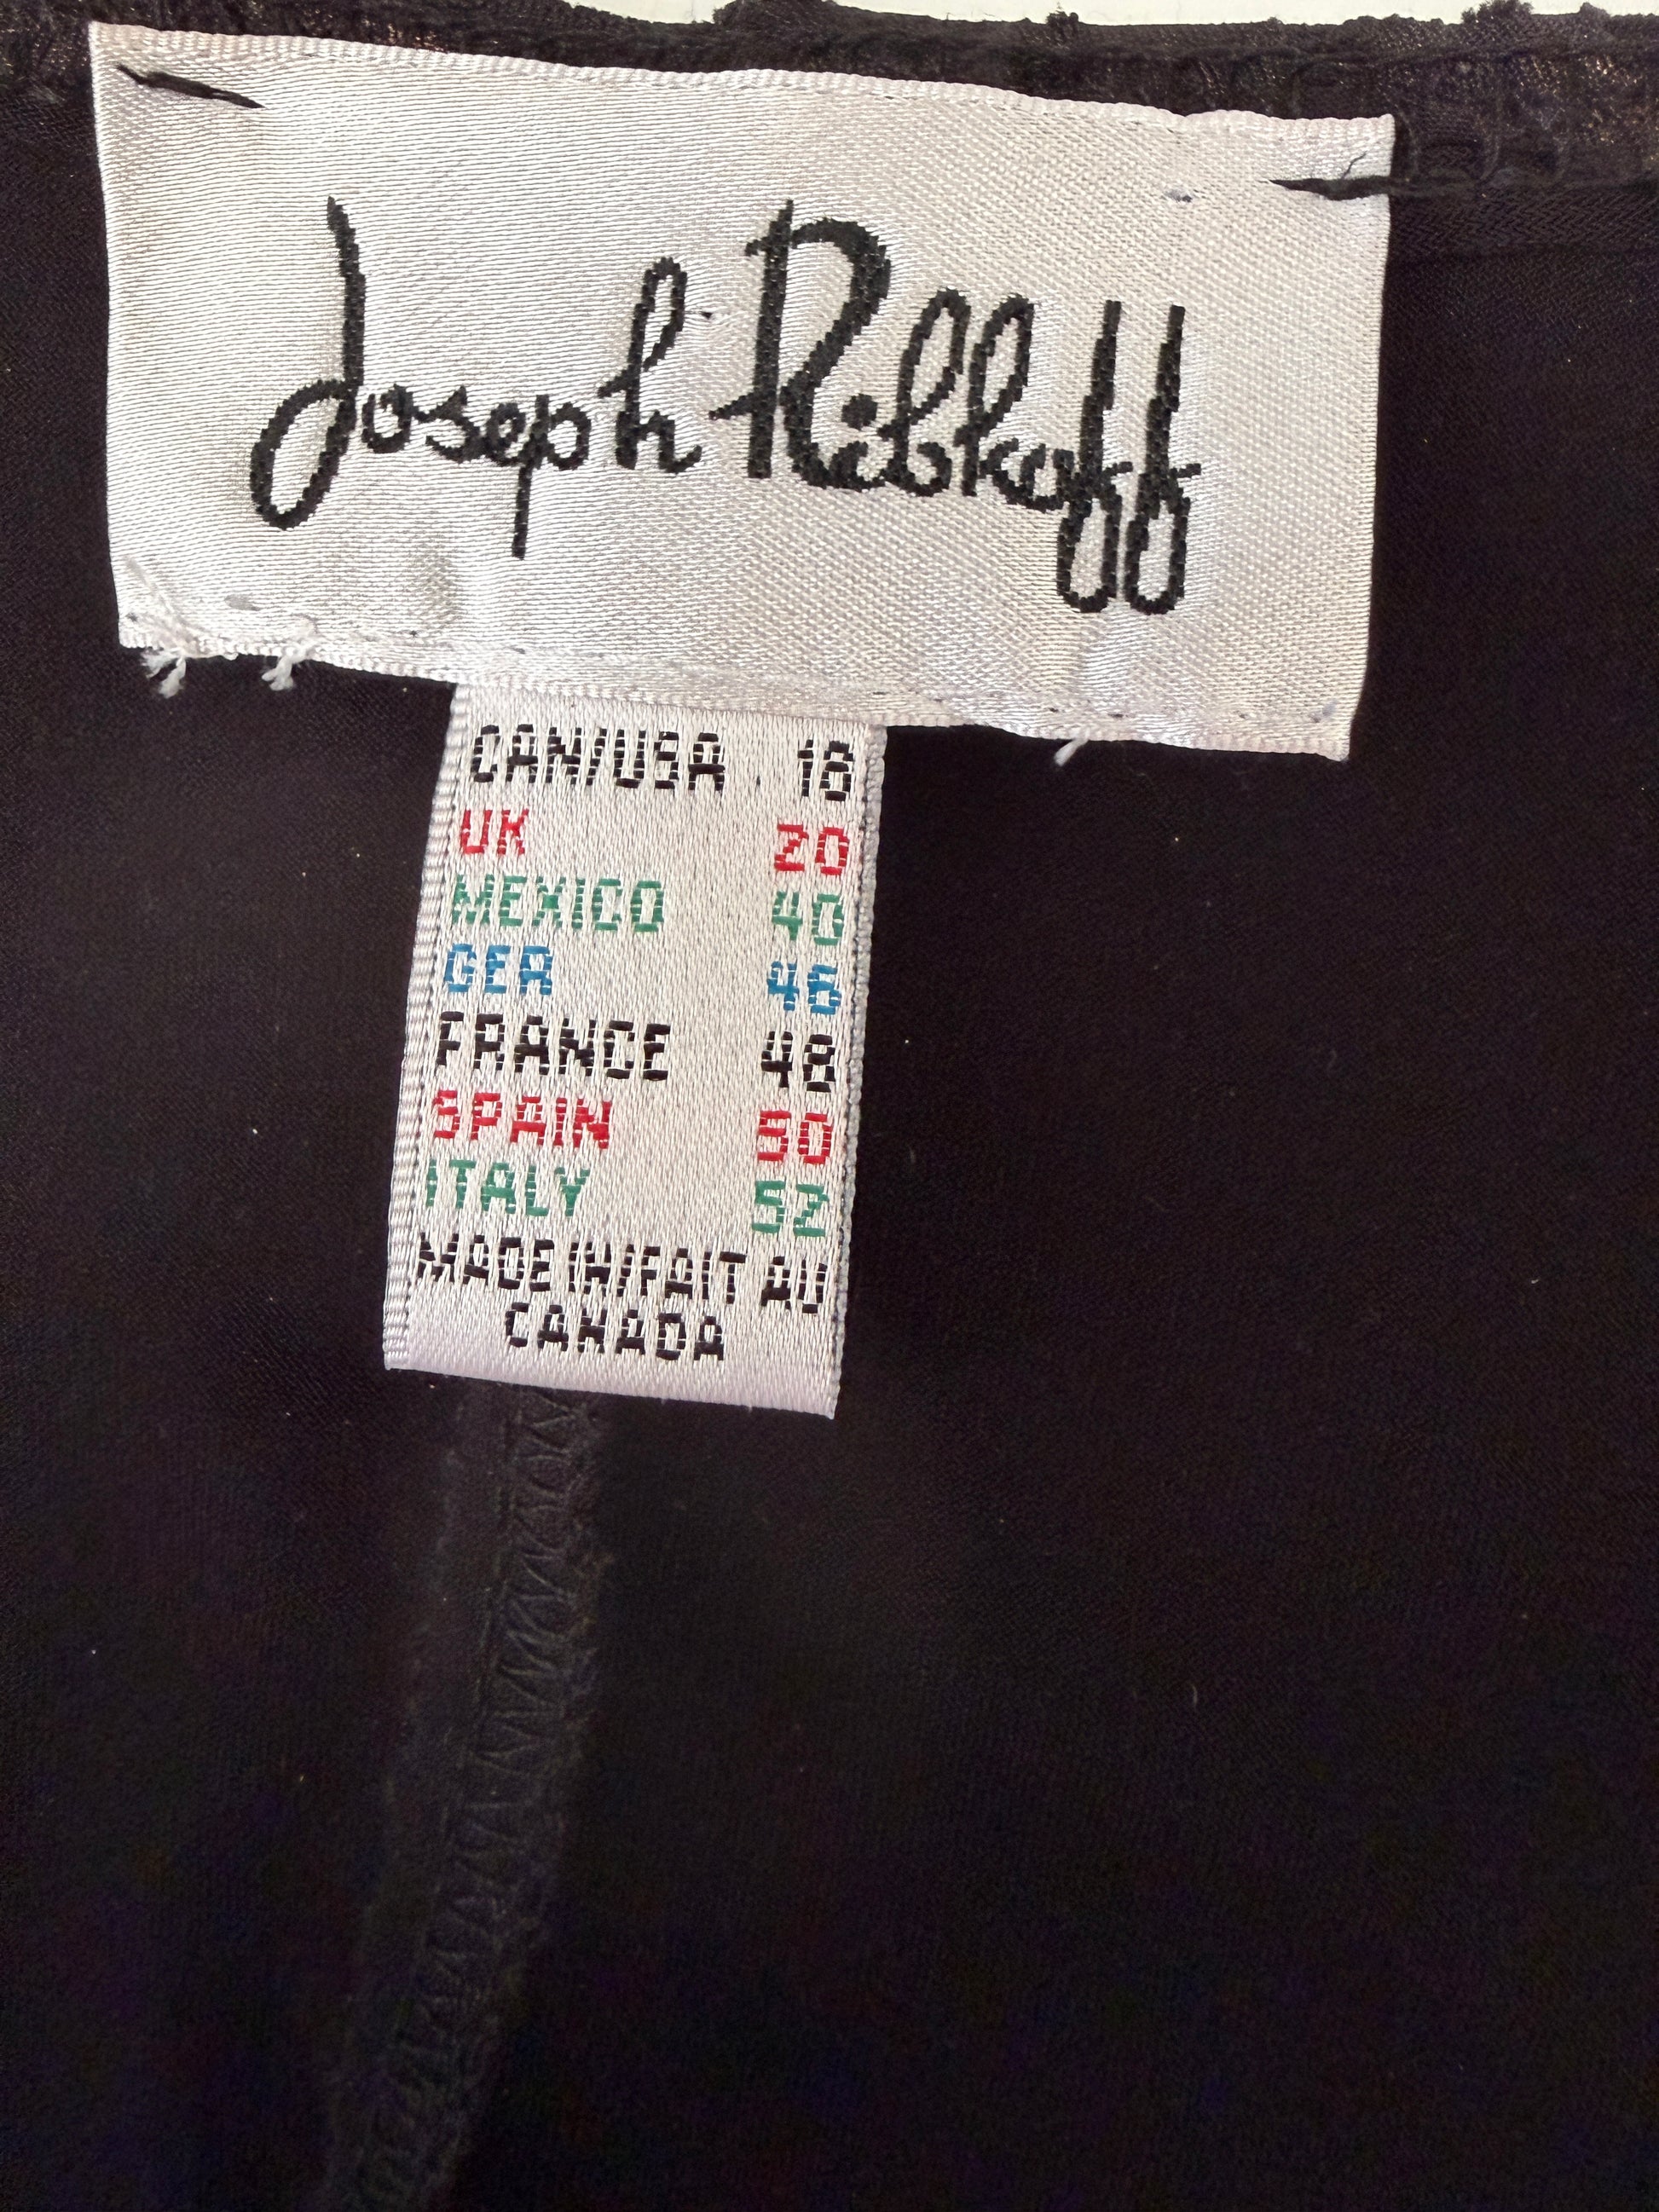 Joseph Ribkoff
CAN/USA 18
UK 20
MEXICO 40
GER 46
FRANCE 48
SPAIN 50
ITALY 52
MADE IN/FAIT AU
CANADA